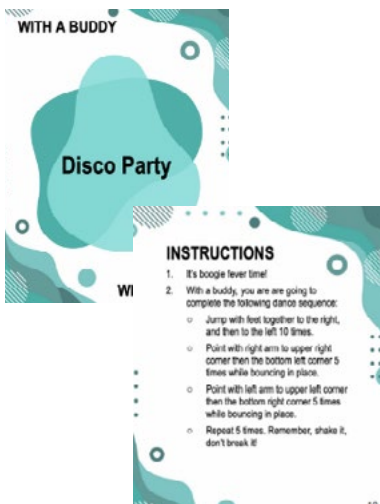 WITH A BUDDY
Disco Party
WI
INSTRUCTIONS
1. It's boogie fever time!
2. With a buddy, you are are going to
complete the following dance sequence:
○ Jump with feet together to the right,
and then to the left 10 times.
○ Point with right arm to upper right
corner then the bottom left corner 5
times while bouncing in place.
○ Point with left arm to upper left corner
then the bottom right corner 5 times
while bouncing in place.
○ Repeat 5 times. Remember, shake it,
don't break it!